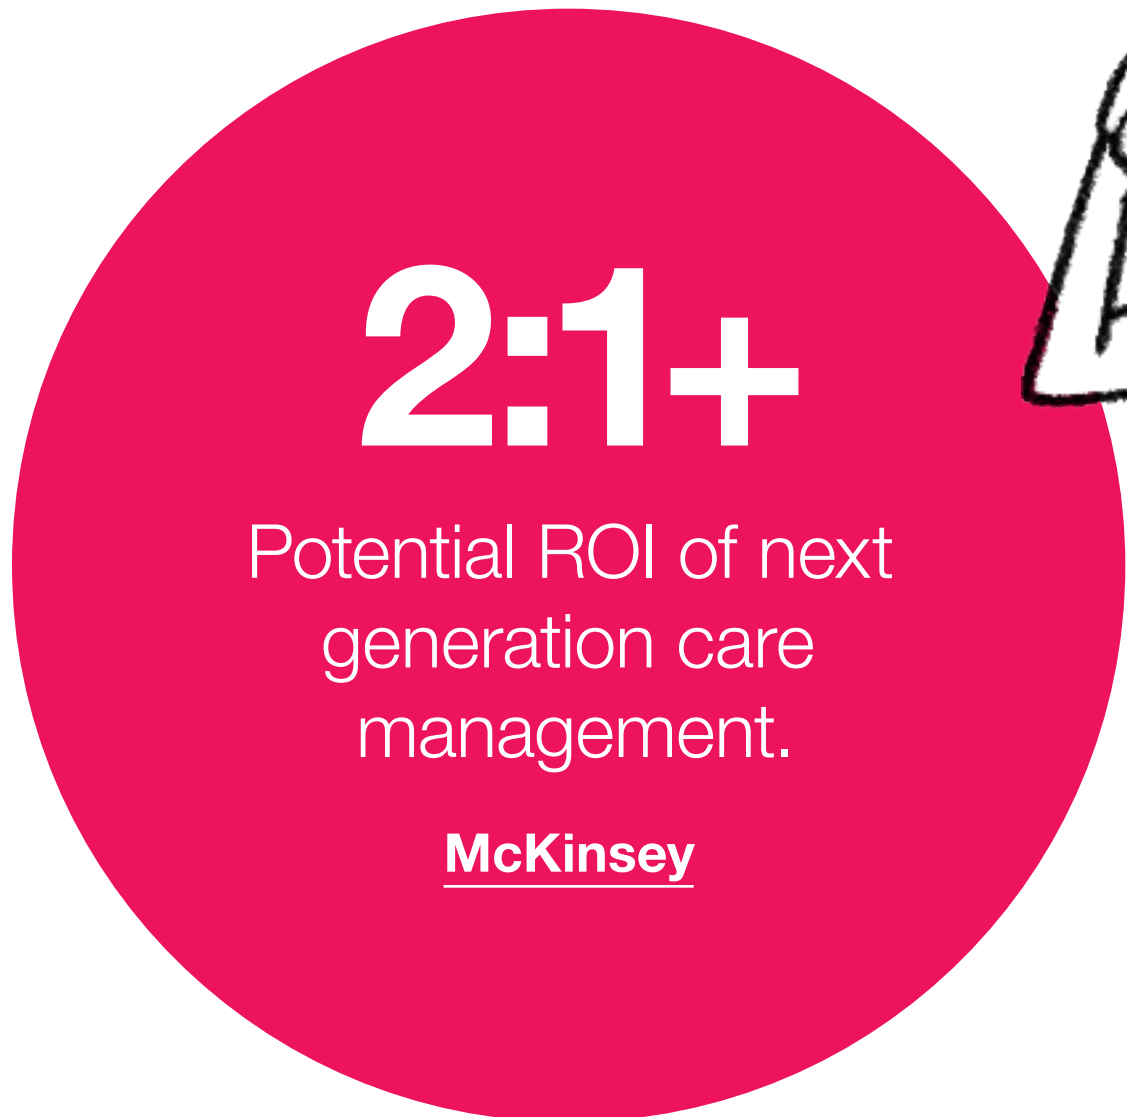 2:1+
Potential ROI of next
generation care
management.
McKinsey